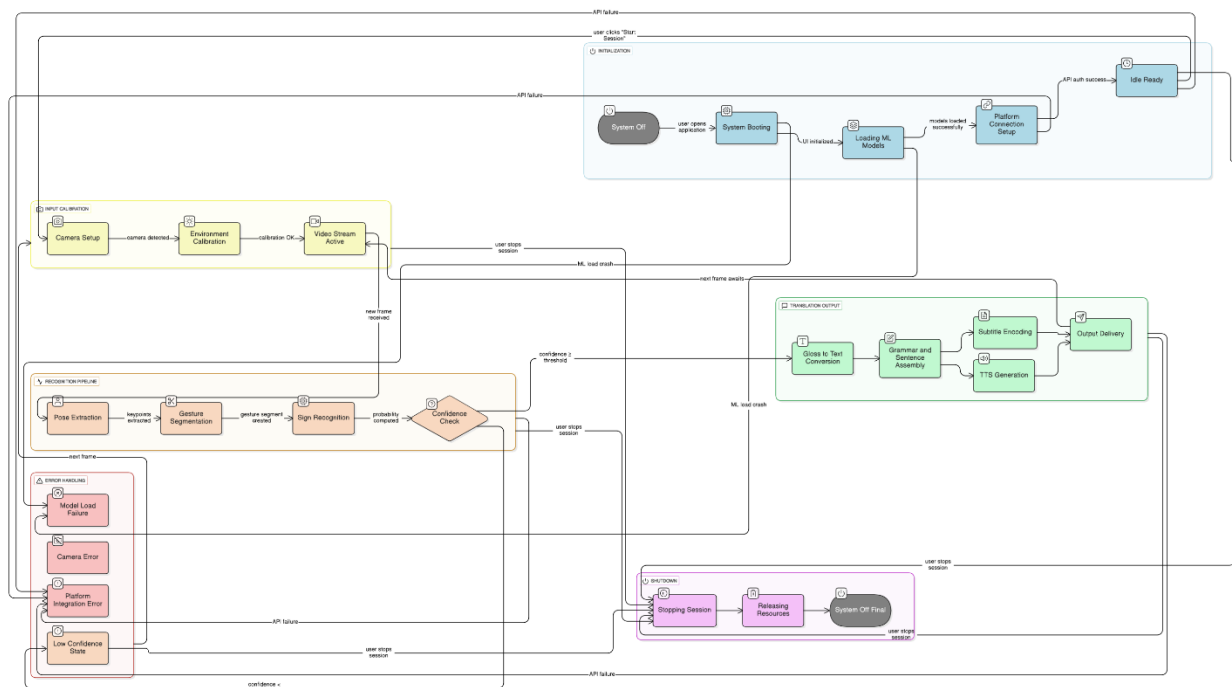 API failure
user clicks "Start
Session"
INITIALIZATION
Idle Ready
API auth success
API failure
System Off
user opens
application
System Booting
UI initialized
Loading ML
Models
models loaded
successfully
Platform
Connection
Setup
INPUT CALIBRATION
Camera Setup
camera detected
Environment
Calibration
calibration OK
Video Stream
Active
user stops
session
ML load crash
next frame awaits
new frame
received
TRANSLATION OUTPUT
Gloss to Text
Conversion
Grammar and
Sentence
Assembly
Subtitle Encoding
TTS Generation
Output Delivery
confidence ≥
threshold
RECOGNITION PIPELINE
Pose Extraction
keypoints
extracted
Gesture
Segmentation
gesture segment
created
Sign Recognition
probability
computed
Confidence
Check
ML load crash
user stops
session
next frame
ERROR HANDLING
Model Load
Failure
Camera Error
Platform
Integration Error
Low Confidence
State
API failure
user stops
session
user stops
session
SHUTDOWN
Stopping Session
Releasing
Resources
System Off Final
user stops
session
API failure
confidence <